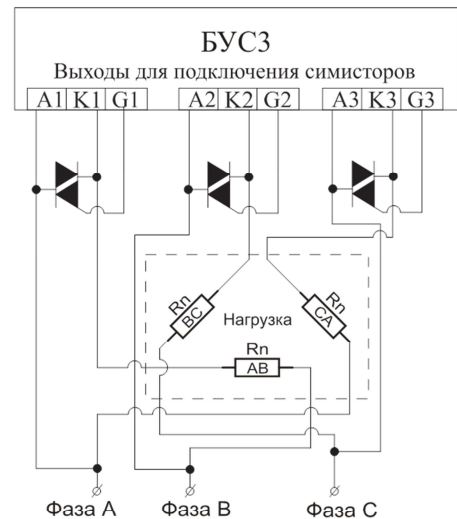 БУС3
Выходы для подключения симисторов
A1 K1 G1 A2 K2 G2 A3 K3 G3
Rn Rn
BC Нагрузка CA
Rn
AB
Фаза A Фаза B Фаза C